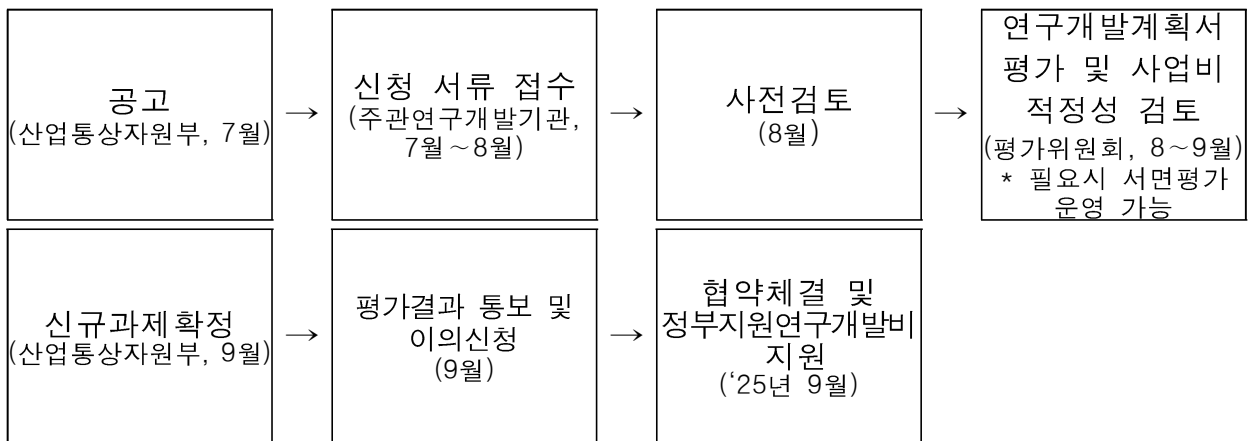 공고
(산업통상자원부, 7월)
→
신청 서류 접수
(주관연구개발기관,
7월~8월)
→
사전검토
(8월)
→
연구개발계획서
평가 및 사업비
적정성 검토
(평가위원회, 8~9월)
* 필요시 서면평가
운영 가능
신규과제확정
(산업통상자원부, 9월)
→
평가결과 통보 및
이의신청
(9월)
→
협약체결 및
정부지원연구개발비
지원
(‘25년 9월)